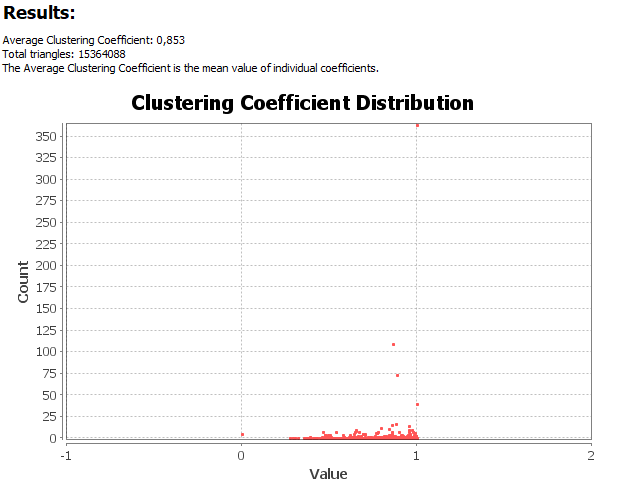 Results:
Average Clustering Coefficient: 0,853
Total triangles: 15364088
The Average Clustering Coefficient is the mean value of individual coefficients.
Clustering Coefficient Distribution
350
325
300
275
250
225
200
175
150
125
100
75
50
25
0
Count
-1 0 1 2
Value